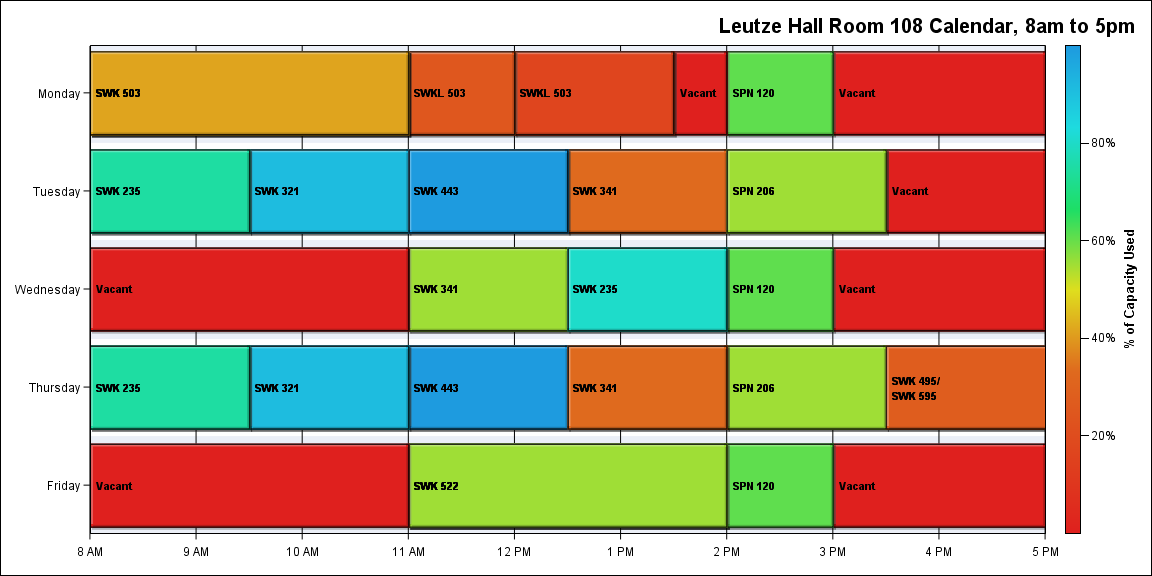 Leutze Hall Room 108 Calendar, 8am to 5pm
Monday
SWK 503
SWKL 503
SWKL 503
Vacant
SPN 120
Vacant
Tuesday
SWK 235
SWK 321
SWK 443
SWK 341
SPN 206
Vacant
Wednesday
Vacant
SWK 341
SWK 235
SPN 120
Vacant
Thursday
SWK 235
SWK 321
SWK 443
SWK 341
SPN 206
SWK 495/
SWK 595
Friday
Vacant
SWK 522
SPN 120
Vacant
8 AM
9 AM
10 AM
11 AM
12 PM
1 PM
2 PM
3 PM
4 PM
5 PM
80%
60%
40%
20%
% of Capacity Used